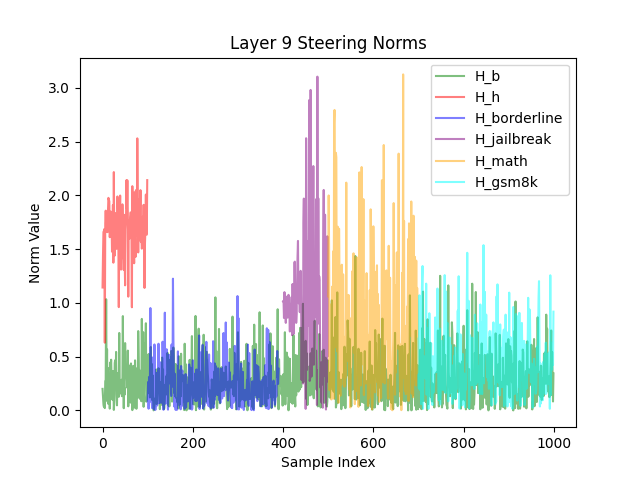 Layer 9 Steering Norms
H_b
H_h
H_borderline
H_jailbreak
H_math
H_gsm8k
3.0
2.5
2.0
1.5
1.0
0.5
0.0
Norm Value
0 200 400 600 800 1000
Sample Index